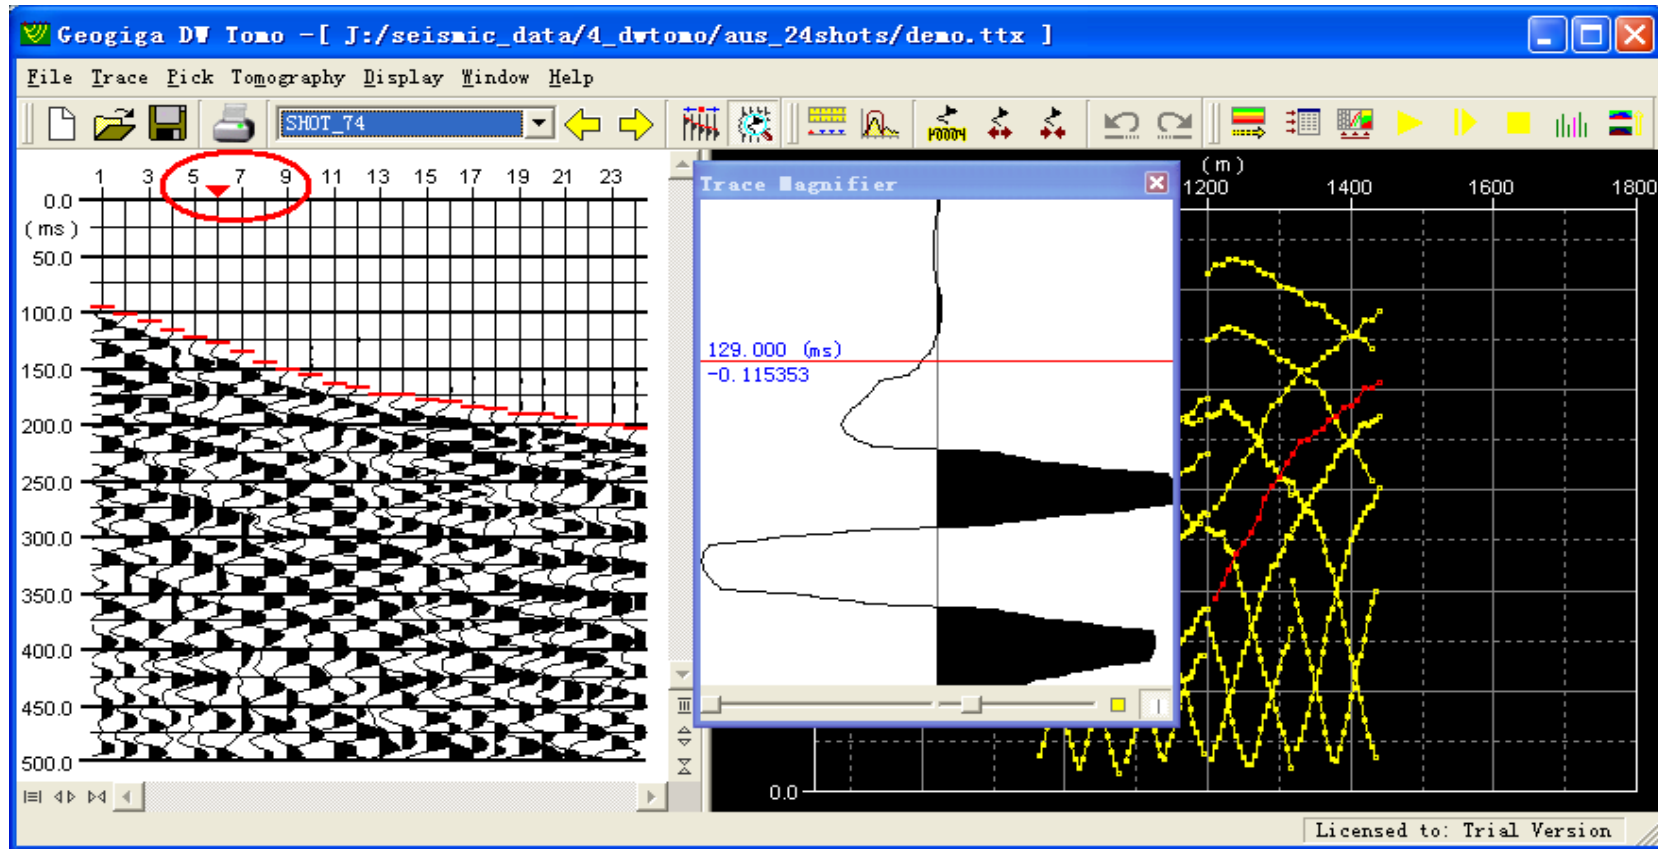 Geogiga DW Tomo -[ J:/seismic_data/4_dwtomo/aus_24shots/demo.ttx ]
File Trace Pick Tomography Display Window Help
SHOT_74
1 3 5 7 9 11 13 15 17 19 21 23
0.0
(ms)
50.0
100.0
150.0
200.0
250.0
300.0
350.0
400.0
450.0
500.0
Trace Magnifier
129.000 (ms)
-0.115353
(m)
1200 1400 1600 1800
0.0
Licensed to: Trial Version